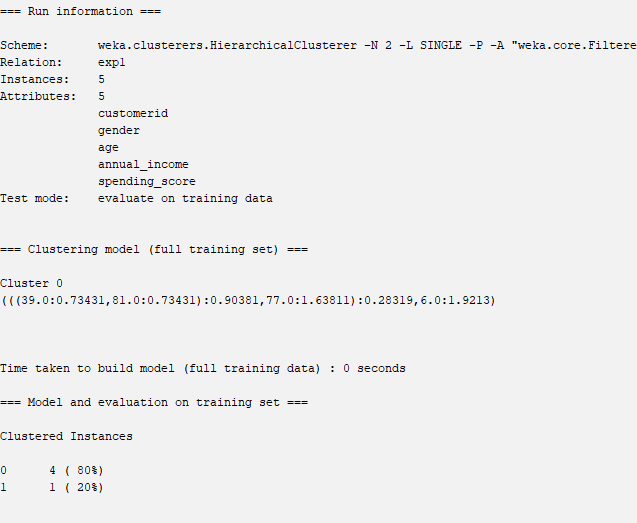 === Run information ===
Scheme: weka.clusterers.HierarchicalClusterer -N 2 -L SINGLE -P -A "weka.core.Filtere
Relation: expl
Instances: 5
Attributes: 5
customerid
gender
age
annual_income
spending_score
Test mode: evaluate on training data
=== Clustering model (full training set) ===
Cluster 0
(((39.0:0.73431,81.0:0.73431):0.90381,77.0:1.63811):0.28319,6.0:1.9213)
Time taken to build model (full training data) : 0 seconds
=== Model and evaluation on training set ===
Clustered Instances
0 4 ( 80%)
1 1 ( 20%)